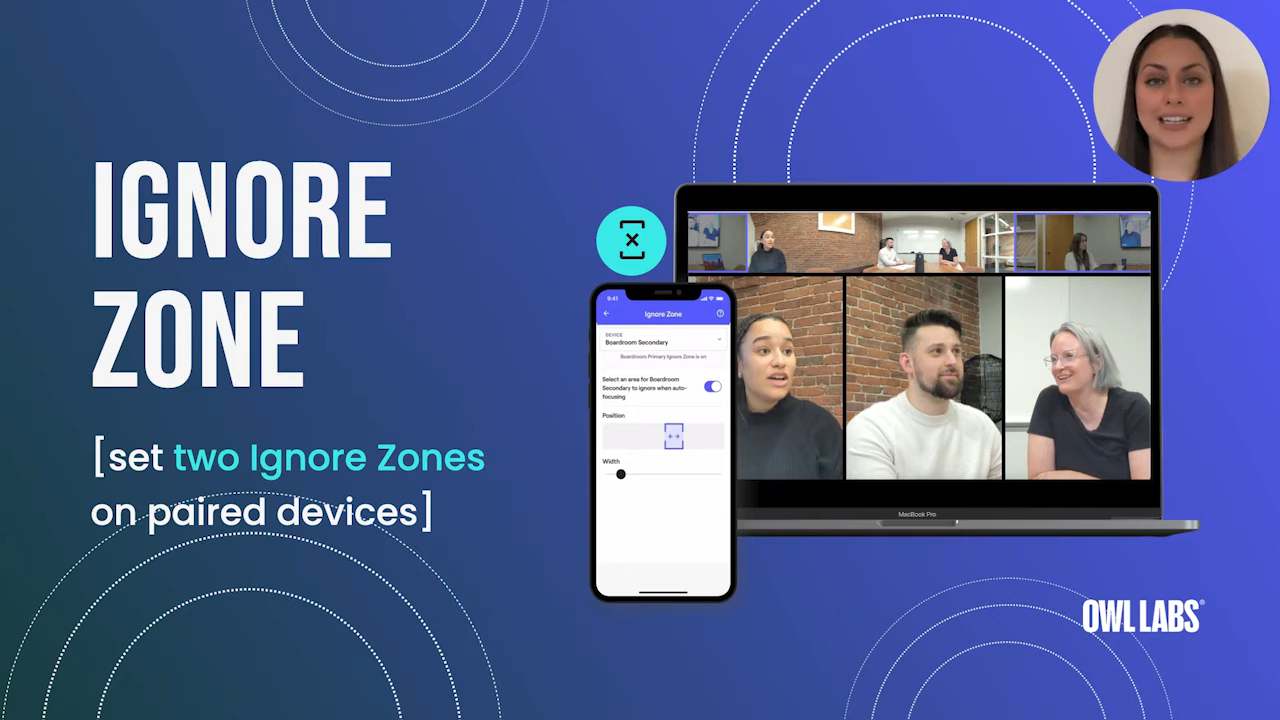 IGNORE
ZONE
[set two Ignore Zones
on paired devices]
9:41
Ignore Zone
DEVICE
Boardroom Secondary
Boardroom Primary Ignore Zone is on
Select an area for Boardroom
Secondary to ignore when auto-
focusing
Position
Width
MacBook Pro
OWL LABS®